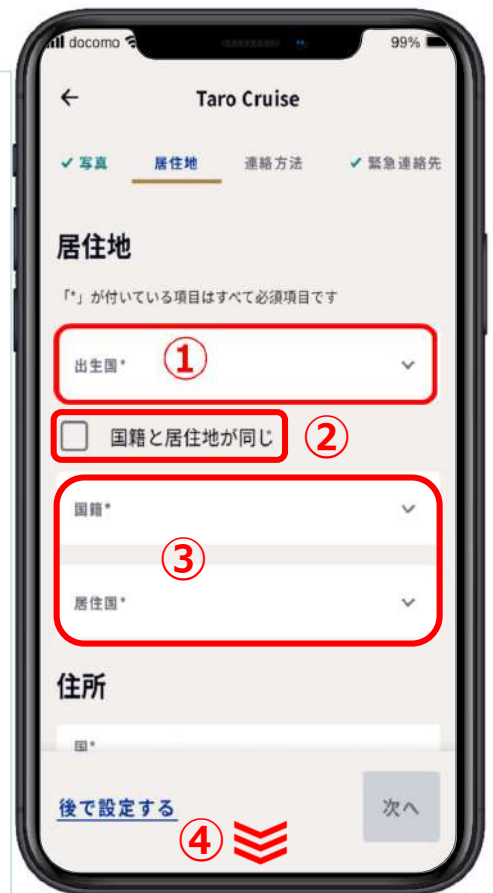 docomo
99%
← Taro Cruise
✓ 写真 居住地 連絡方法 ✓ 緊急連絡先
居住地
「*」が付いている項目はすべて必須項目です
出生国*
①
国籍と居住地が同じ
②
国籍*
③
居住国*
住所
国*
後で設定する
次へ
④